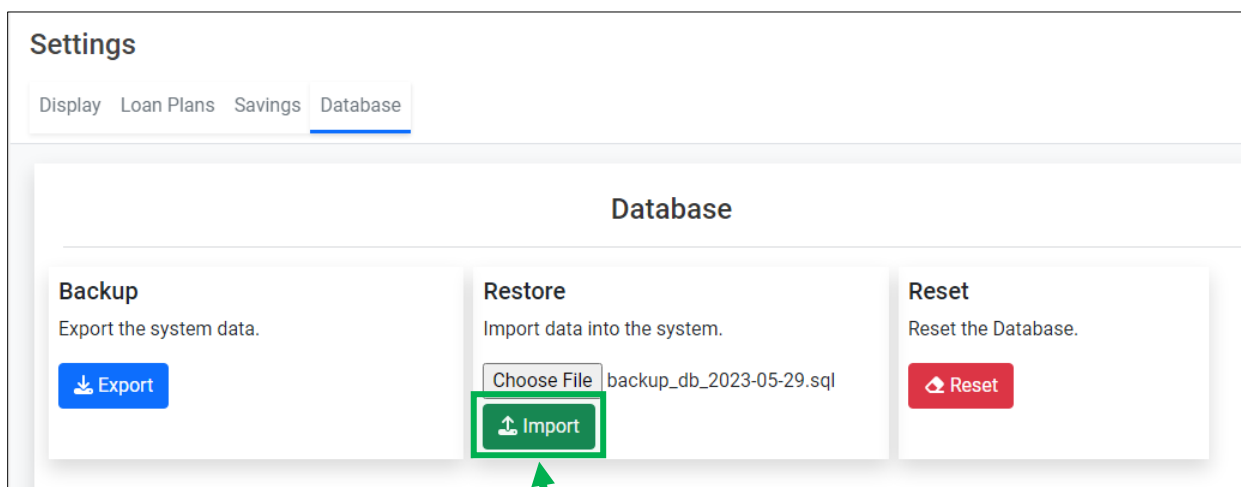 Settings
Display Loan Plans Savings Database
Database
Backup
Export the system data.
Export
Restore
Import data into the system.
Choose File backup_db_2023-05-29.sql
Import
Reset
Reset the Database.
Reset